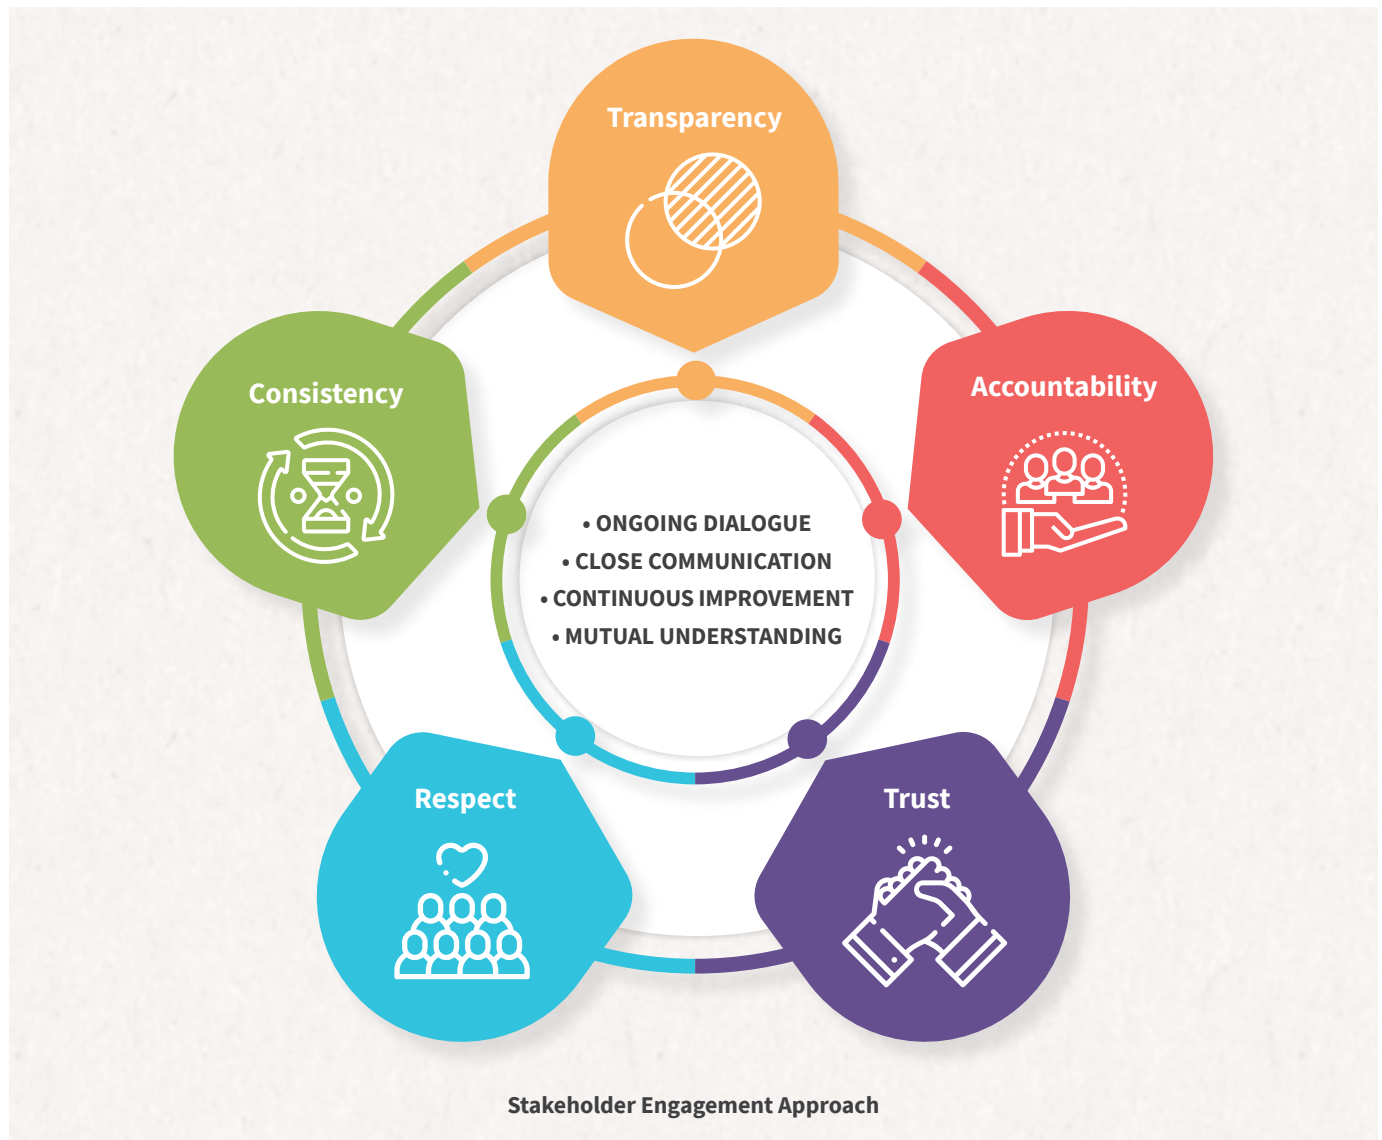 Transparency
Consistency
Accountability
• ONGOING DIALOGUE
• CLOSE COMMUNICATION
• CONTINUOUS IMPROVEMENT
• MUTUAL UNDERSTANDING
Respect
Trust
Stakeholder Engagement Approach